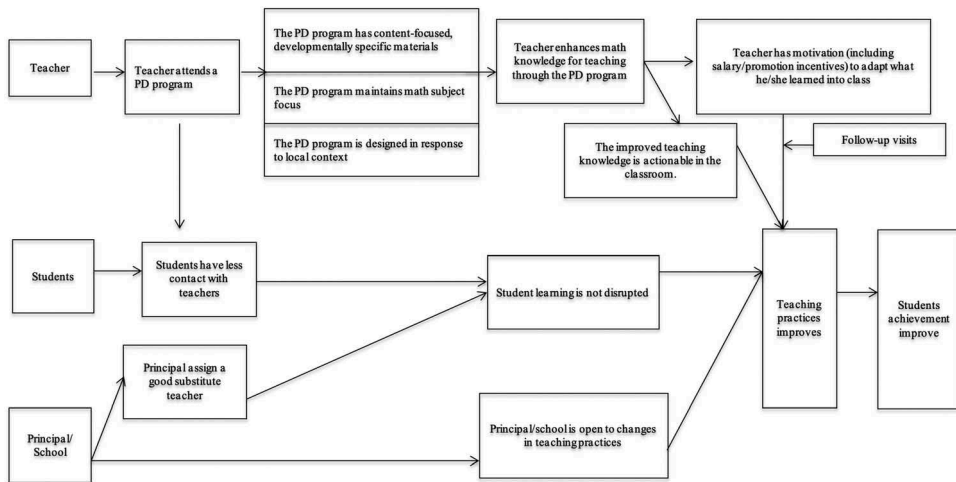 Teacher
Teacher attends a
PD program
The PD program has content-focused,
developmentally specific materials
The PD program maintains math subject
focus
The PD program is designed in response
to local context
Teacher enhances math
knowledge for teaching
through the PD program
Teacher has motivation (including
salary/promotion incentives) to adapt what
he/she learned into class
The improved teaching
knowledge is actionable in the
classroom.
Follow-up visits
Students
Students have less
contact with
teachers
Student learning is not disrupted
Teaching
practices
improves
Students
achievement
improve
Principal assign a
good substitute
teacher
Principal/
School
Principal/school is open to changes
in teaching practices